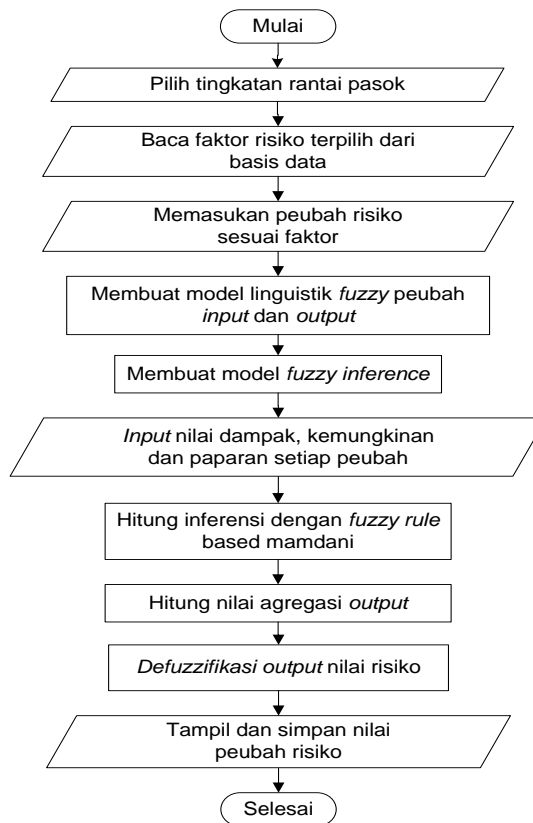 Mulai
Pilih tingkatan rantai pasok
Baca faktor risiko terpilih dari
basis data
Memasukan peubah risiko
sesuai faktor
Membuat model linguistik fuzzy peubah
input dan output
Membuat model fuzzy inference
Input nilai dampak, kemungkinan
dan paparan setiap peubah
Hitung inferensi dengan fuzzy rule
based mamdani
Hitung nilai agregasi output
Defuzzifikasi output nilai risiko
Tampil dan simpan nilai
peubah risiko
Selesai